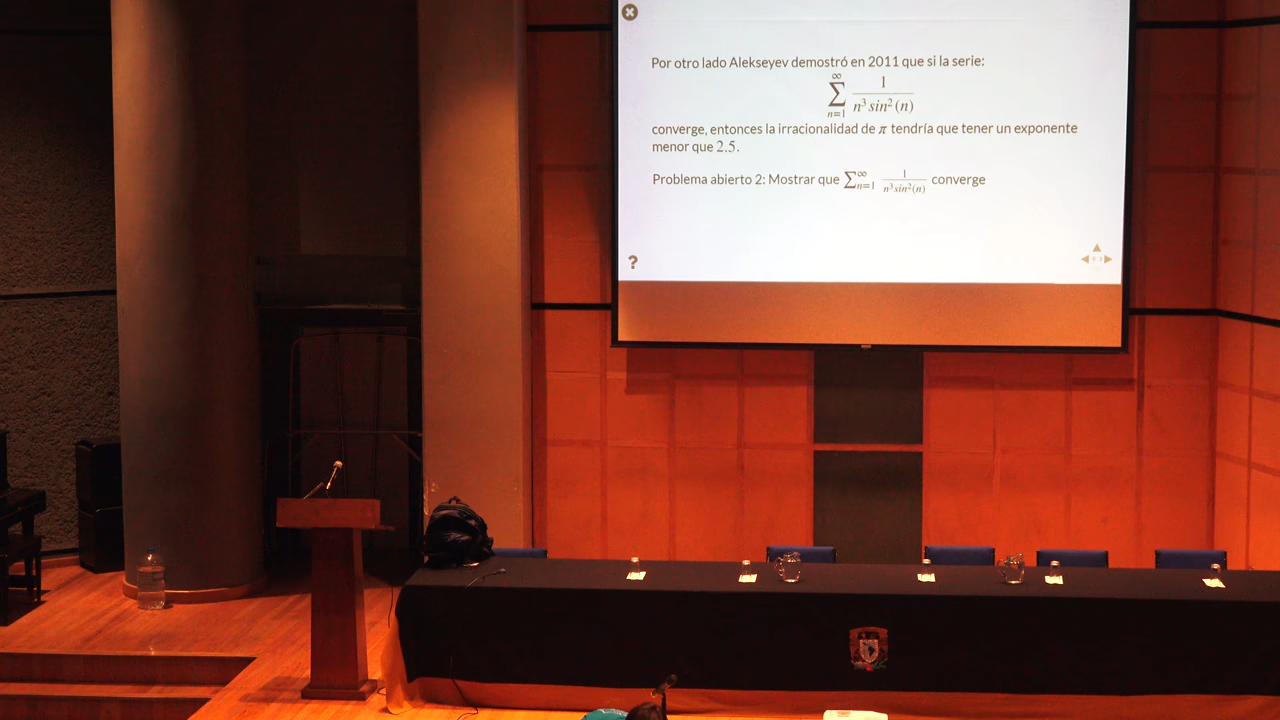 Por otro lado Alekseyev demostró en 2011 que si la serie:
∞
∑ 1 / n³ sin² (n)
n=1
converge, entonces la irracionalidad de π tendría que tener un exponente
menor que 2.5.
Problema abierto 2: Mostrar que ∑∞n=1 1 / n³ sin²(n) converge
?